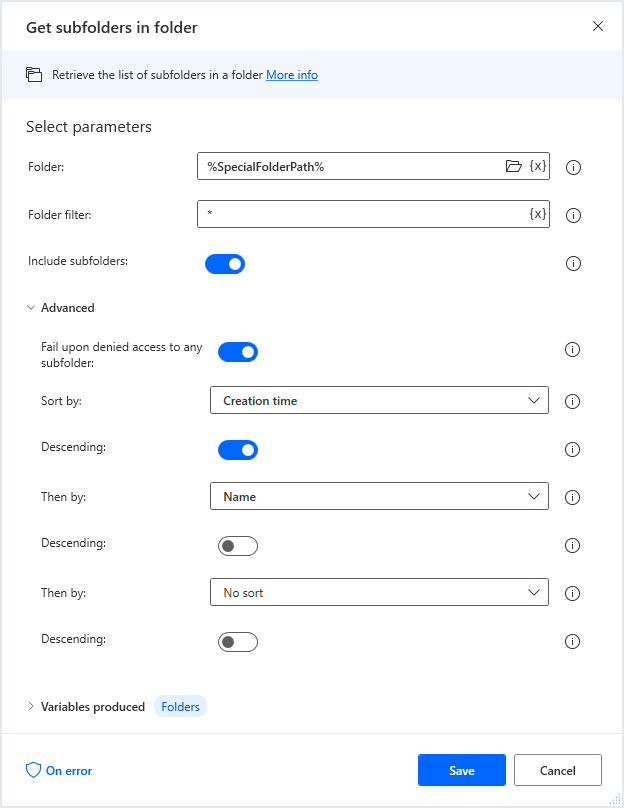 Get subfolders in folder
Retrieve the list of subfolders in a folder More info
Select parameters
Folder: %SpecialFolderPath% {x}
Folder filter: * {x}
Include subfolders:
Advanced
Fail upon denied access to any
subfolder:
Sort by: Creation time
Descending:
Then by: Name
Descending:
Then by: No sort
Descending:
Variables produced Folders
On error Save Cancel